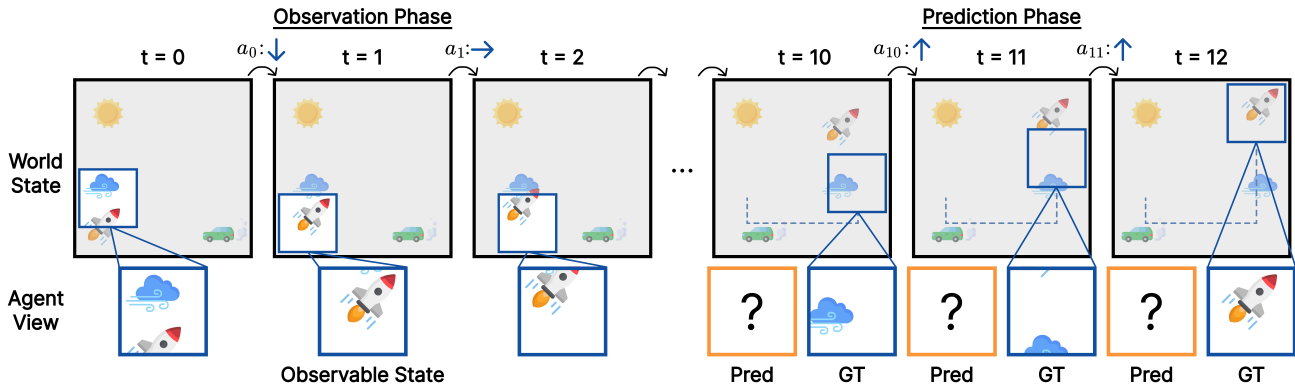 Observation Phase
Prediction Phase
t = 0
a₀:
t = 1
a₁:
t = 2
t = 10
a₁₀:
t = 11
a₁₁:
t = 12
World
State
...
Agent
View
?
?
?
Observable State
Pred
GT
Pred
GT
Pred
GT